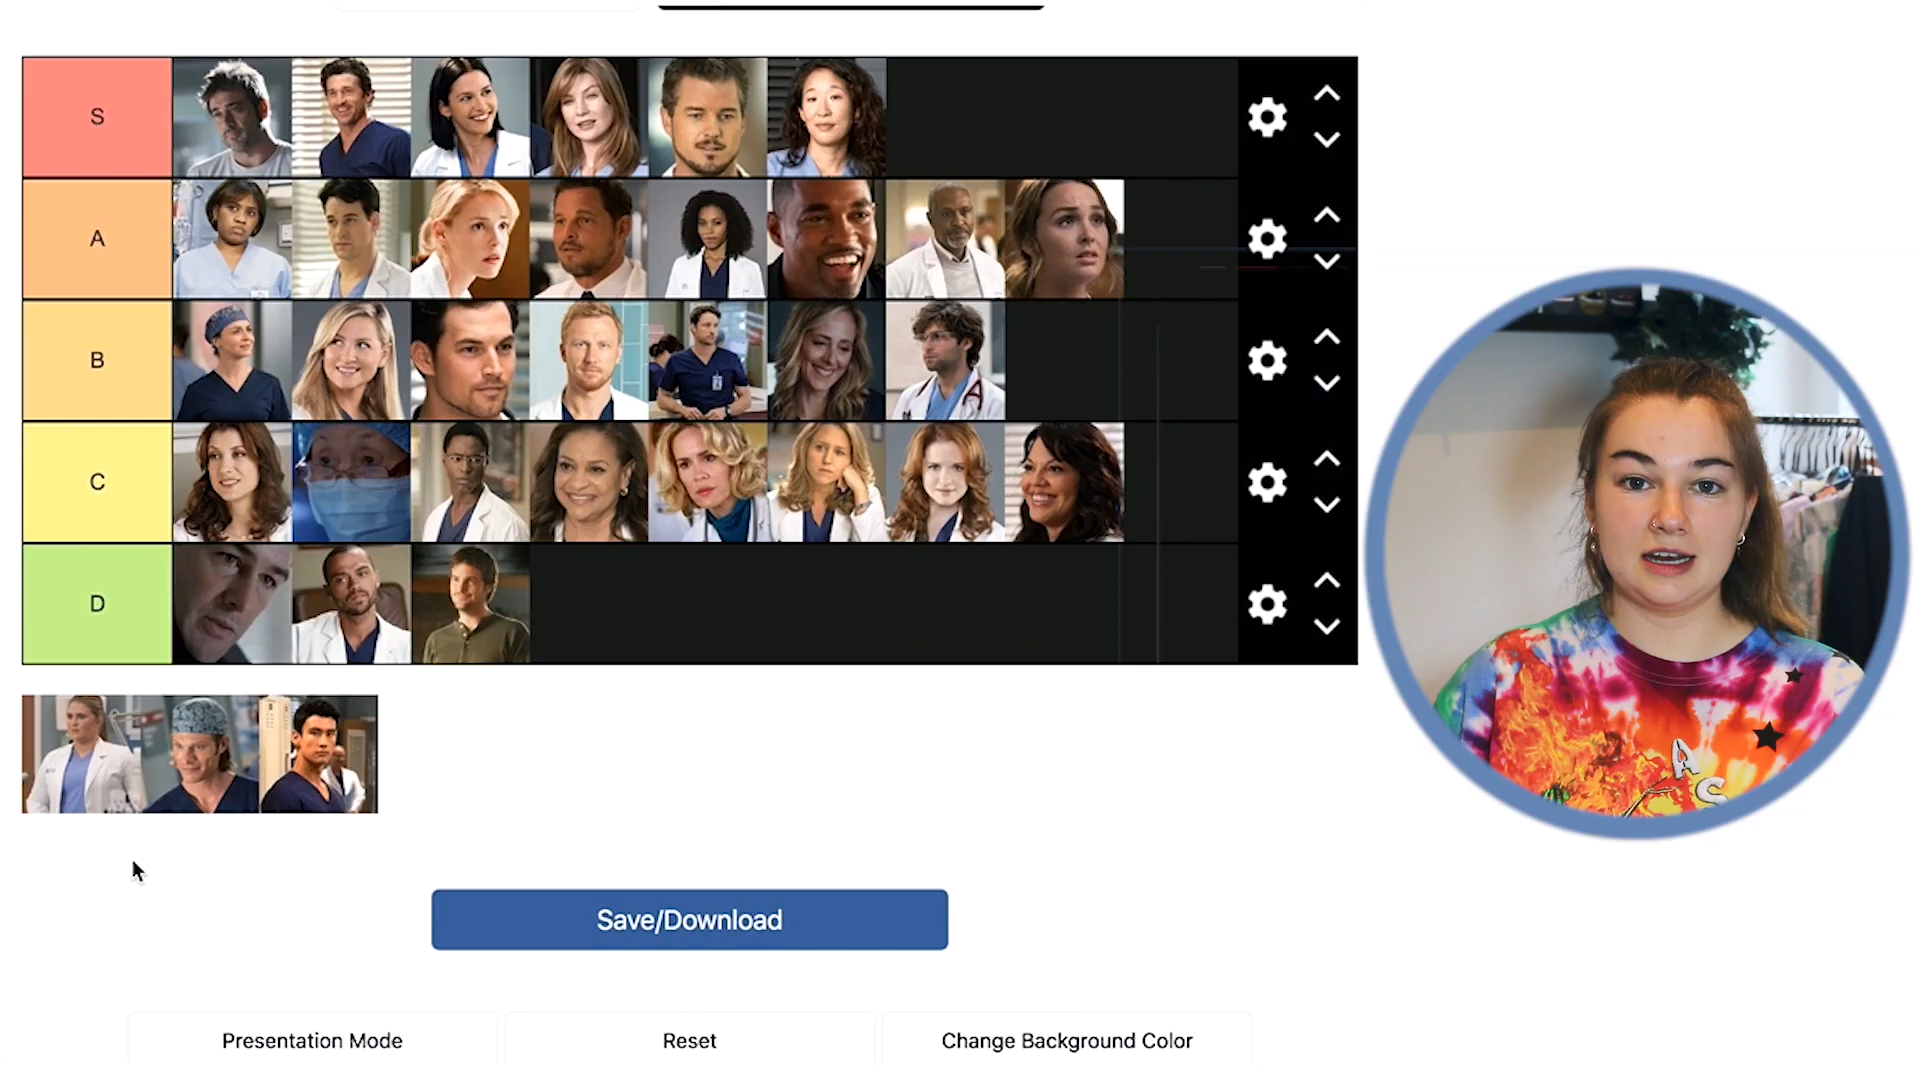 S
A
B
C
D
Save/Download
Presentation Mode
Reset
Change Background Color
A
S